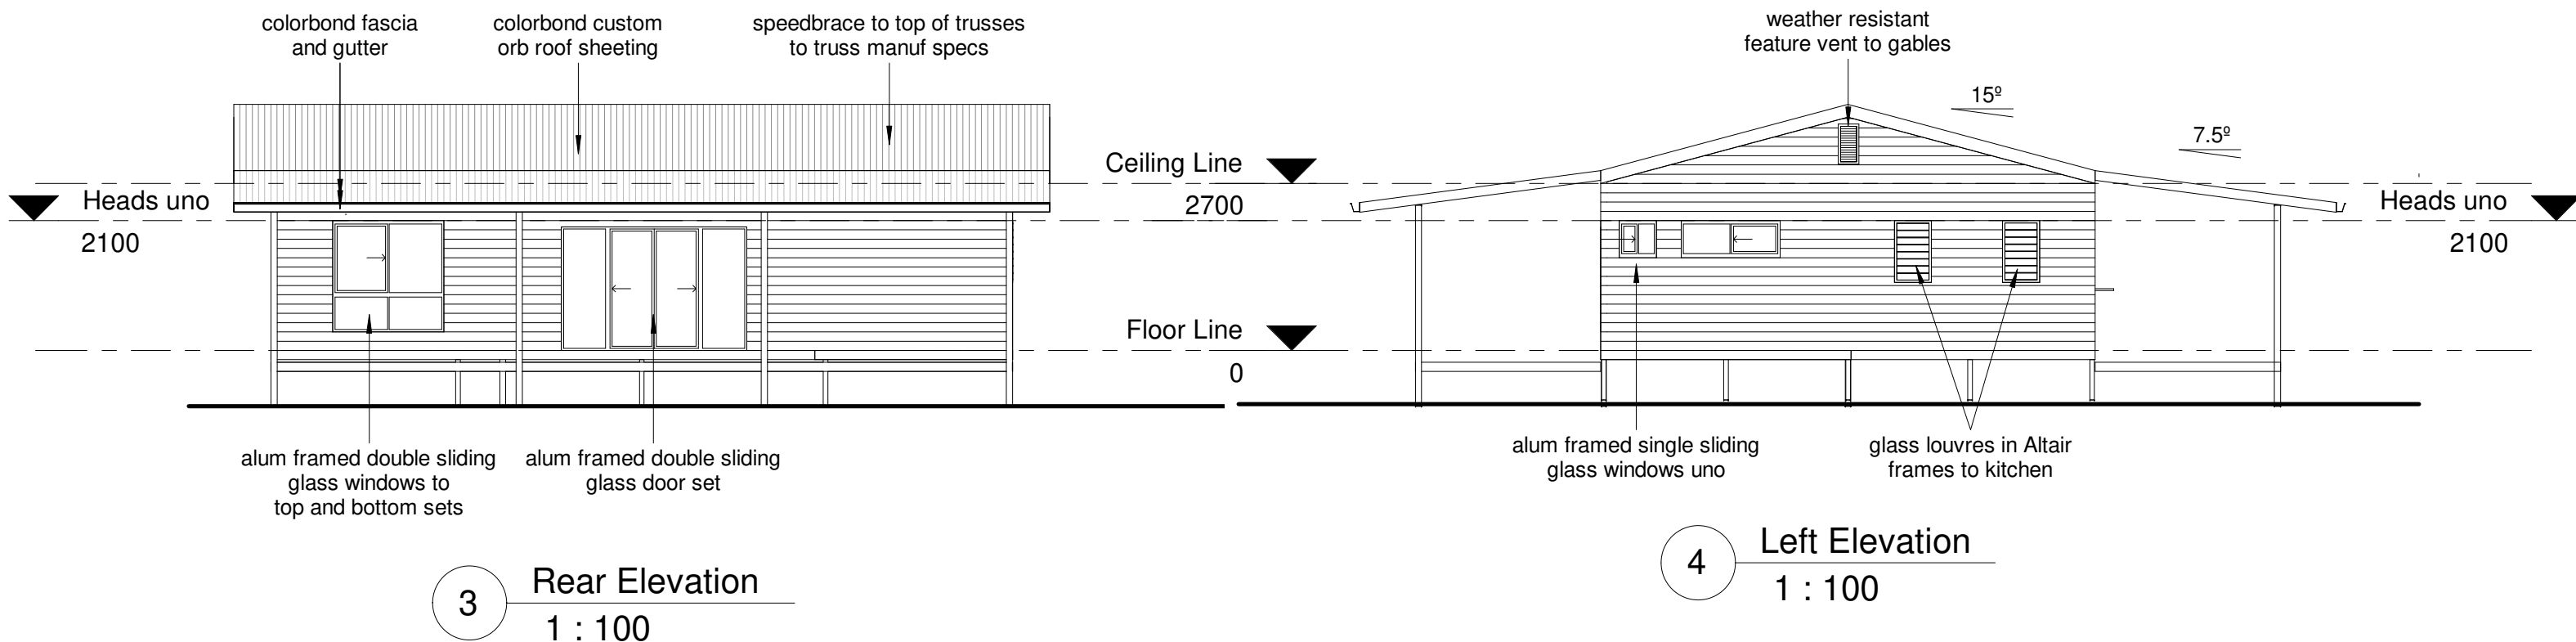 colorbond fascia
and gutter
colorbond custom
orb roof sheeting
speedbrace to top of trusses
to truss manuf specs
weather resistant
feature vent to gables
15º
7.5º
Ceiling Line
2700
Heads uno
2100
Heads uno
2100
Floor Line
0
alum framed double sliding
glass windows to
top and bottom sets
alum framed double sliding
glass door set
alum framed single sliding
glass windows uno
glass louvres in Altair
frames to kitchen
3
Rear Elevation
1 : 100
4
Left Elevation
1 : 100